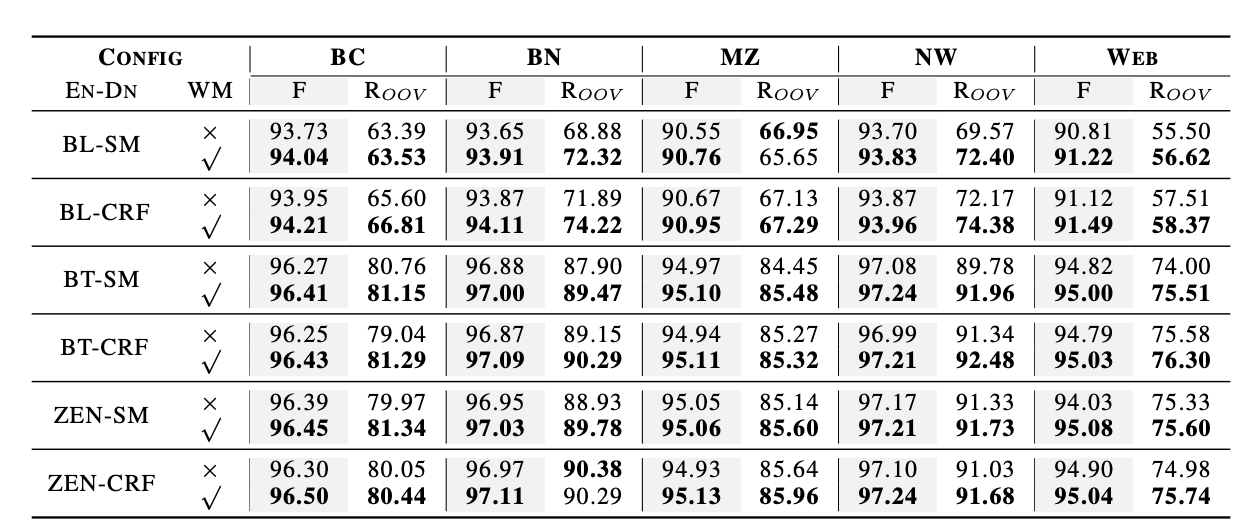 CONFIG BC BN MZ NW WEB
EN-DN WM F R_OOV F R_OOV F R_OOV F R_OOV F R_OOV
BL-SM × 93.73 63.39 93.65 68.88 90.55 66.95 93.70 69.57 90.81 55.50
√ 94.04 63.53 93.91 72.32 90.76 65.65 93.83 72.40 91.22 56.62
BL-CRF × 93.95 65.60 93.87 71.89 90.67 67.13 93.87 72.17 91.12 57.51
√ 94.21 66.81 94.11 74.22 90.95 67.29 93.96 74.38 91.49 58.37
BT-SM × 96.27 80.76 96.88 87.90 94.97 84.45 97.08 89.78 94.82 74.00
√ 96.41 81.15 97.00 89.47 95.10 85.48 97.24 91.96 95.00 75.51
BT-CRF × 96.25 79.04 96.87 89.15 94.94 85.27 96.99 91.34 94.79 75.58
√ 96.43 81.29 97.09 90.29 95.11 85.32 97.21 92.48 95.03 76.30
ZEN-SM × 96.39 79.97 96.95 88.93 95.05 85.14 97.17 91.33 94.03 75.33
√ 96.45 81.34 97.03 89.78 95.06 85.60 97.21 91.73 95.08 75.60
ZEN-CRF × 96.30 80.05 96.97 90.38 94.93 85.64 97.10 91.03 94.90 74.98
√ 96.50 80.44 97.11 90.29 95.13 85.96 97.24 91.68 95.04 75.74